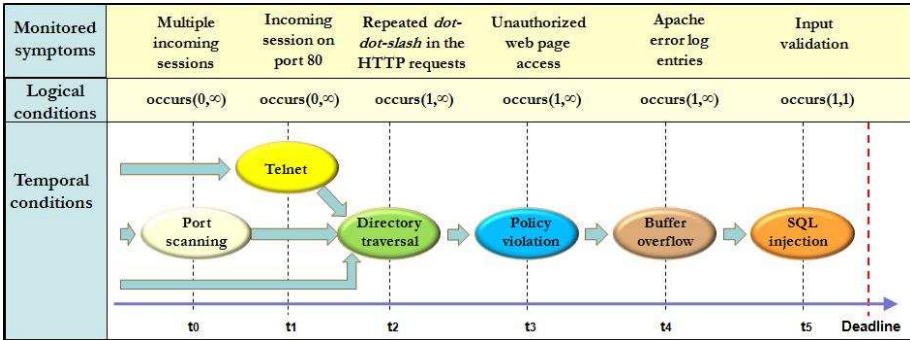 Monitored
symptoms
Multiple
incoming
sessions
Incoming
session on
port 80
Repeated dot-
dot-slash in the
HTTP requests
Unauthorized
web page
access
Apache
error log
entries
Input
validation
Logical
conditions
occurs(0,∞)
occurs(0,∞)
occurs(1,∞)
occurs(1,∞)
occurs(1,∞)
occurs(1,1)
Temporal
conditions
Telnet
Port
scanning
Directory
traversal
Policy
violation
Buffer
overflow
SQL
injection
t0
t1
t2
t3
t4
t5
Deadline